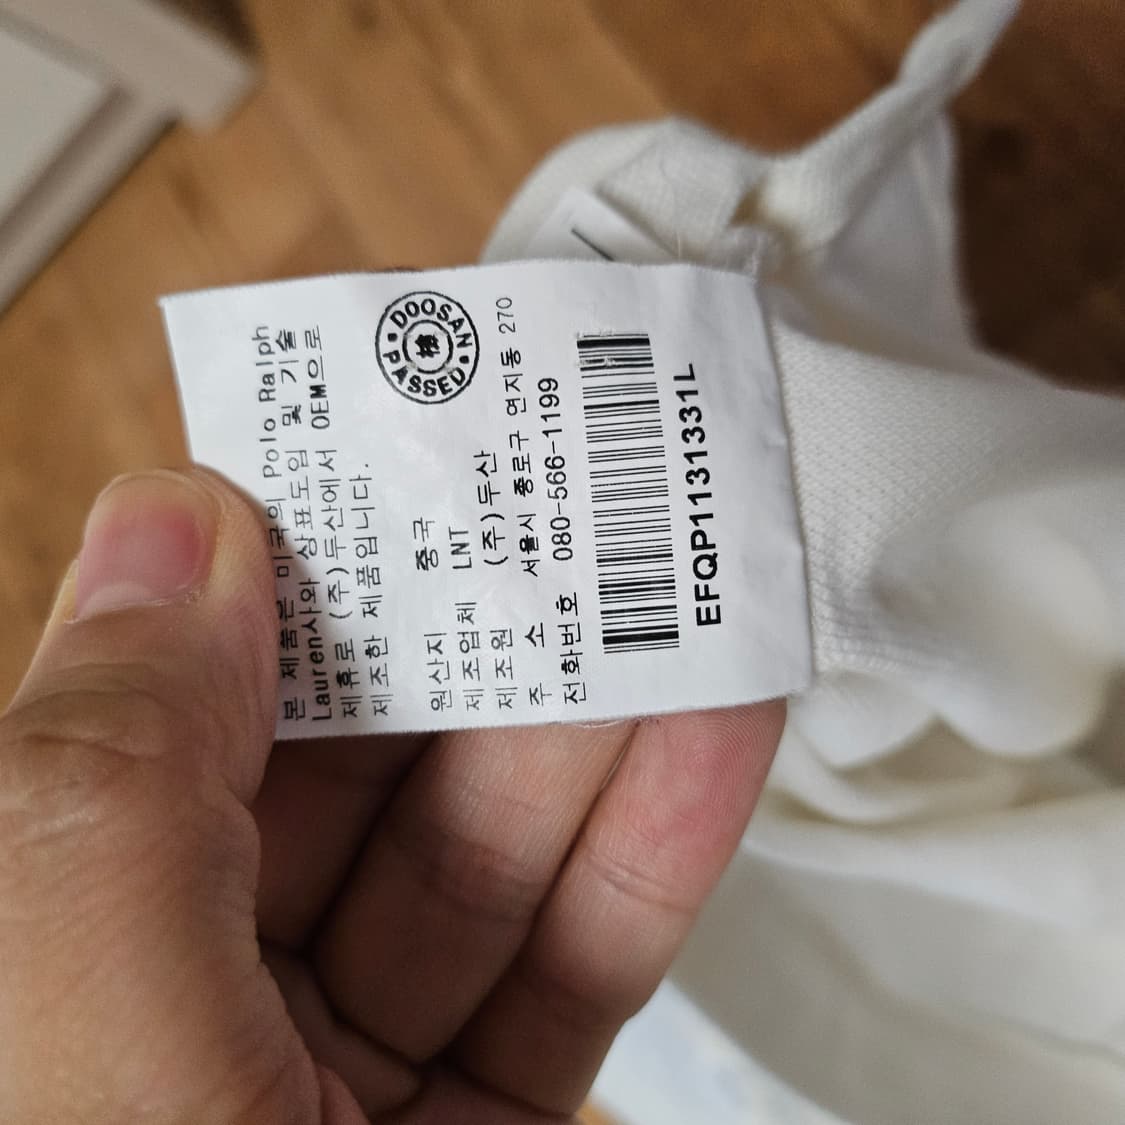 본 제품은 미국의 Polo Ralph
Lauren사와 상표도입 및 기술
제휴로 (주)두산에서 OEM으로
제조한 제품입니다.
DOOSAN
檢
PASSED
원산지 중국
제조업체 LNT
제조원 (주)두산
주 소 서울시 종로구 연지동 270
전화번호 080-566-1199
EFQP1131331L